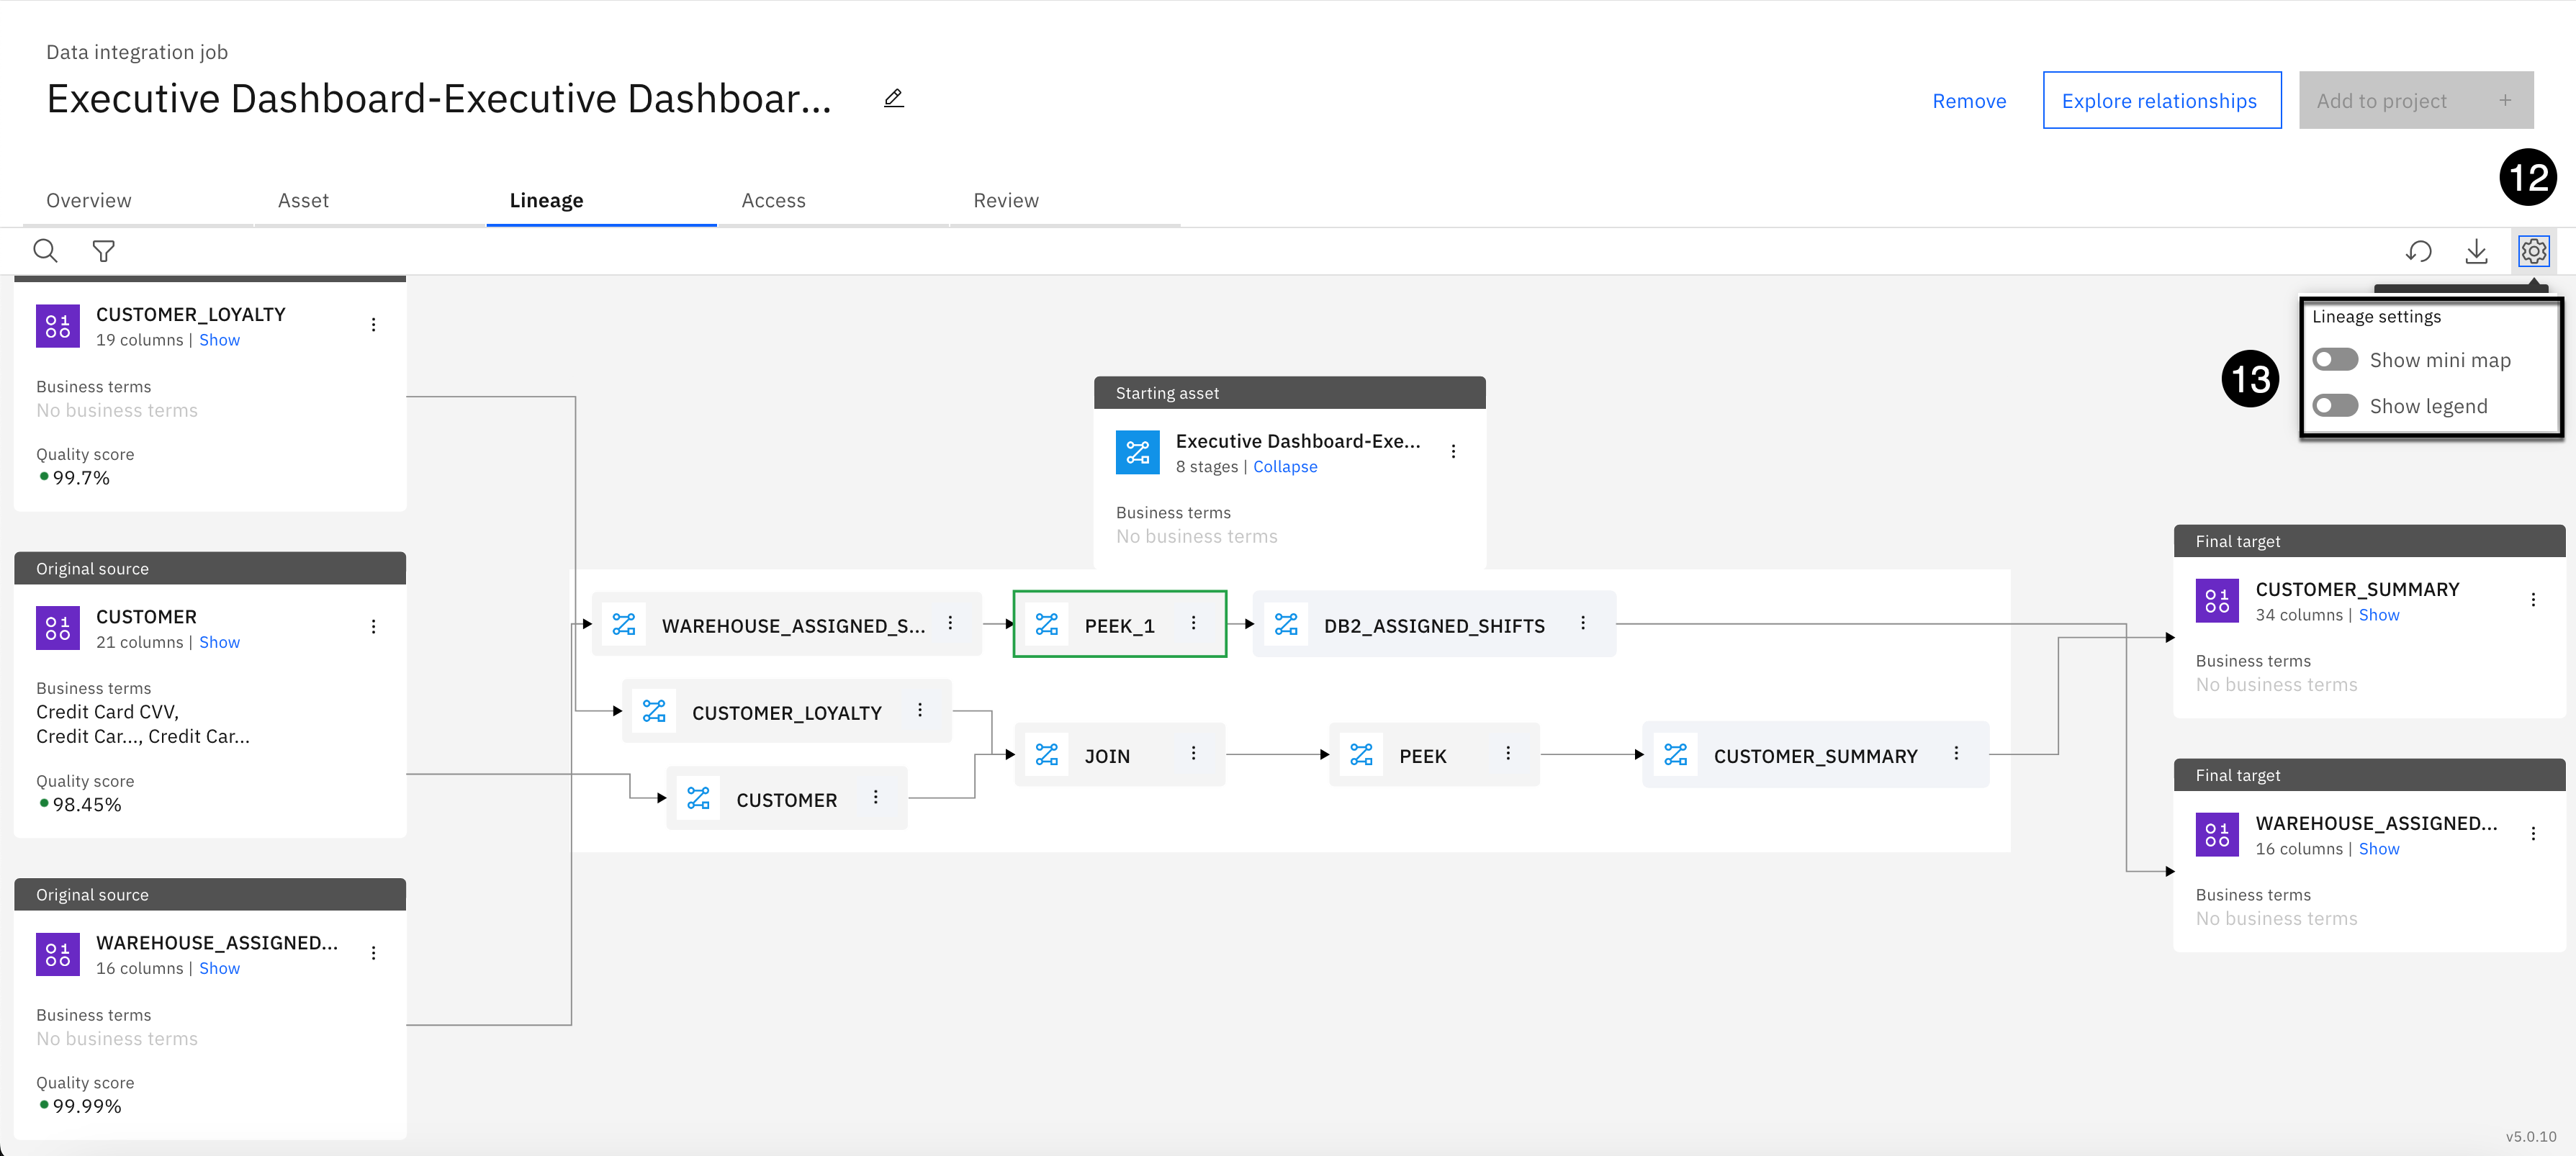 Data integration job
Executive Dashboard-Executive Dashboar...
Remove
Explore relationships
Add to project +
12
Overview
Asset
Lineage
Access
Review
Lineage settings
Show mini map
Show legend
13
CUSTOMER_LOYALTY
19 columns | Show
Business terms
No business terms
Quality score
99.7%
Original source
CUSTOMER
21 columns | Show
Business terms
Credit Card CVV,
Credit Car..., Credit Car...
Quality score
98.45%
Original source
WAREHOUSE_ASSIGNED...
16 columns | Show
Business terms
No business terms
Quality score
99.99%
Starting asset
Executive Dashboard-Exe...
8 stages | Collapse
Business terms
No business terms
WAREHOUSE_ASSIGNED_S...
PEEK_1
DB2_ASSIGNED_SHIFTS
CUSTOMER_LOYALTY
JOIN
PEEK
CUSTOMER_SUMMARY
CUSTOMER
Final target
CUSTOMER_SUMMARY
34 columns | Show
Business terms
No business terms
Final target
WAREHOUSE_ASSIGNED...
16 columns | Show
Business terms
No business terms
v5.0.10